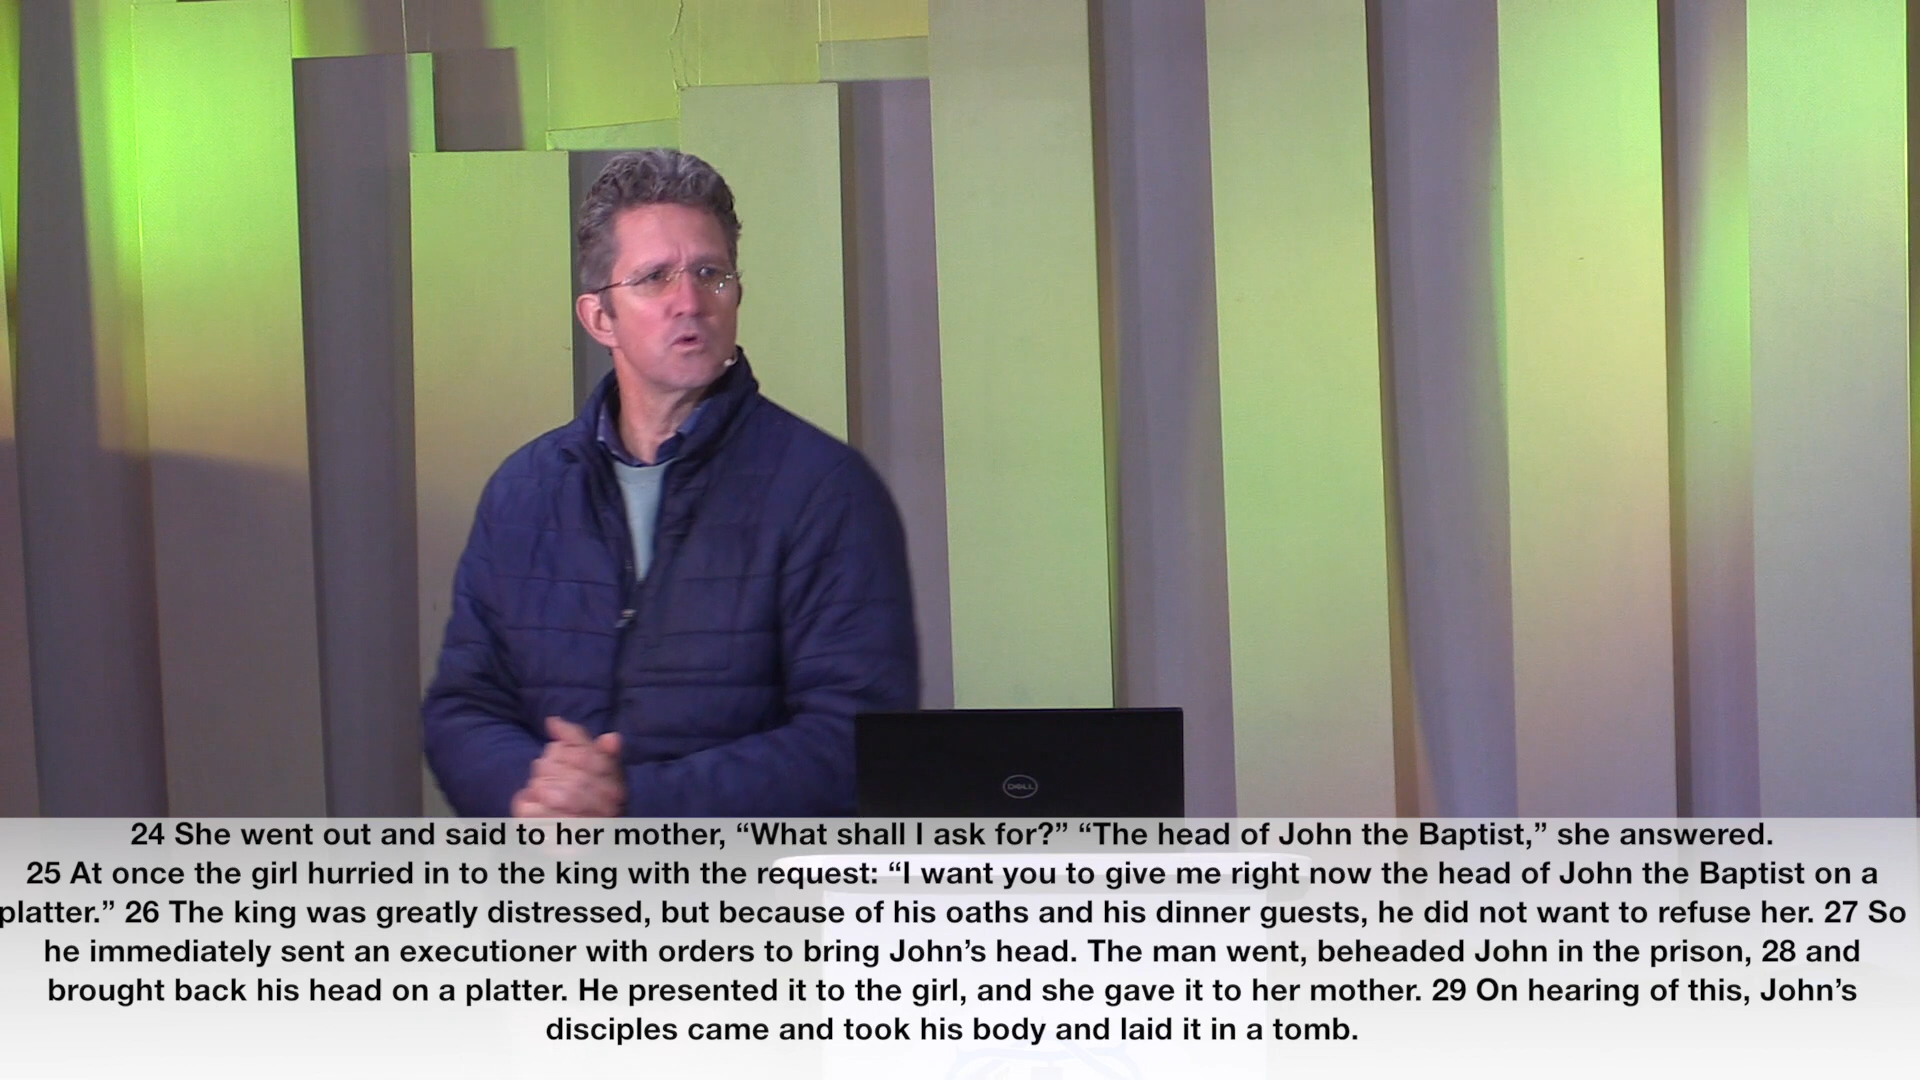 DELL
24 She went out and said to her mother, “What shall I ask for?” “The head of John the Baptist,” she answered.
25 At once the girl hurried in to the king with the request: “I want you to give me right now the head of John the Baptist on a
platter.” 26 The king was greatly distressed, but because of his oaths and his dinner guests, he did not want to refuse her. 27 So
he immediately sent an executioner with orders to bring John’s head. The man went, beheaded John in the prison, 28 and
brought back his head on a platter. He presented it to the girl, and she gave it to her mother. 29 On hearing of this, John’s
disciples came and took his body and laid it in a tomb.